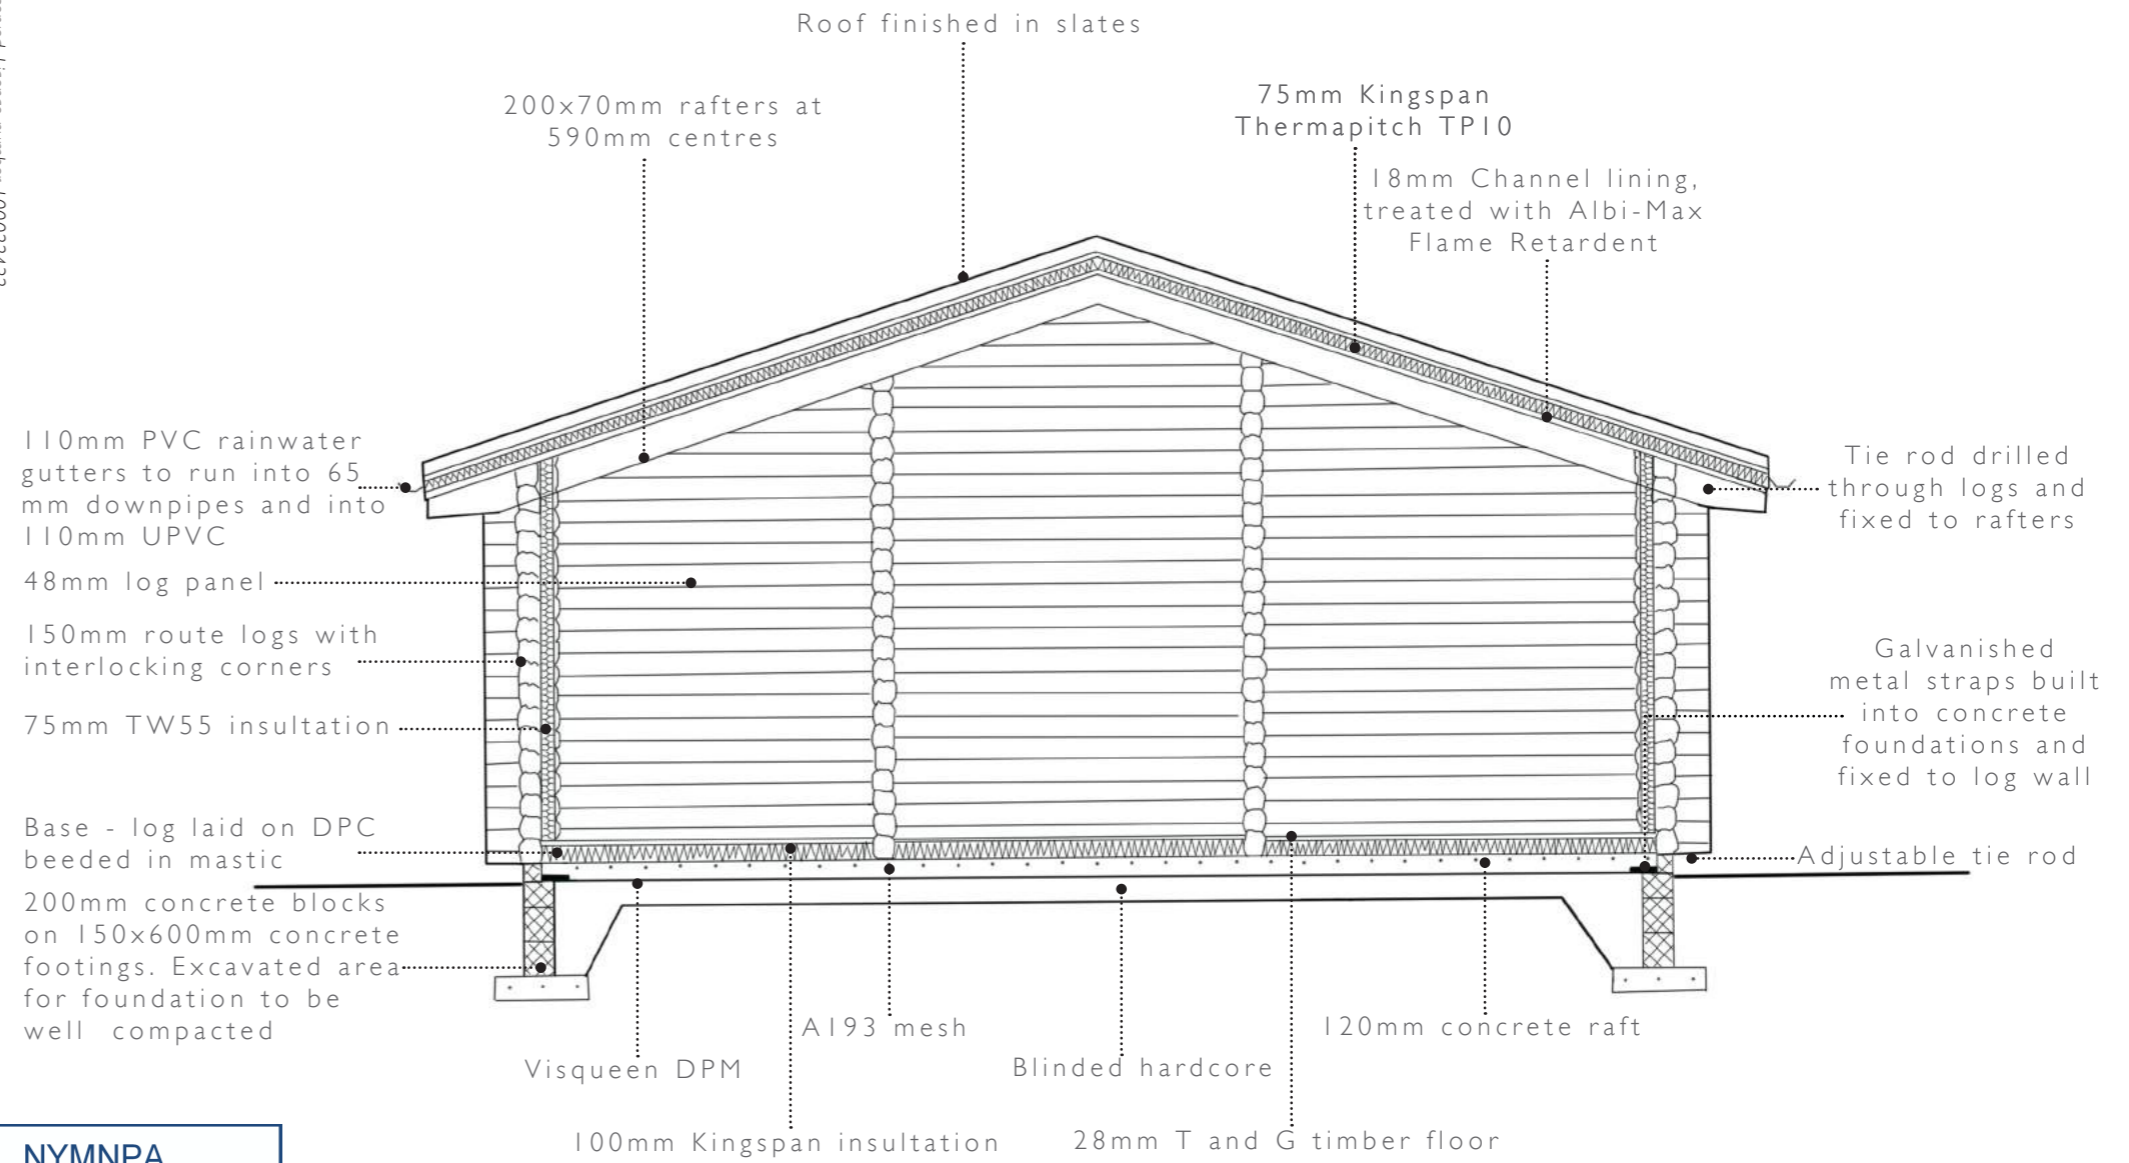 Roof finished in slates
200x70mm rafters at
590mm centres
75mm Kingspan
Thermapitch TP10
18mm Channel lining,
treated with Albi-Max
Flame Retardent
110mm PVC rainwater
gutters to run into 65
mm downpipes and into
110mm UPVC
48mm log panel
150mm route logs with
interlocking corners
75mm TW55 insultation
Base - log laid on DPC
beeded in mastic
200mm concrete blocks
on 150x600mm concrete
footings. Excavated area
for foundation to be
well compacted
Tie rod drilled
through logs and
fixed to rafters
Galvanished
metal straps built
into concrete
foundations and
fixed to log wall
Adjustable tie rod
A193 mesh
120mm concrete raft
Visqueen DPM
Blinded hardcore
100mm Kingspan insultation
28mm T and G timber floor
NYMNPA